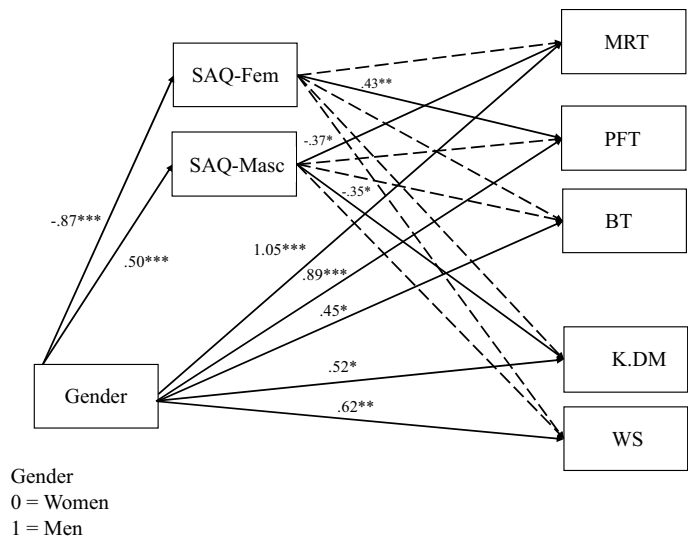 MRT
SAQ-Fem
.43**
PFT
-.37*
SAQ-Masc
-.35*
BT
-.87***
1.05***
.50***
.89***
.45*
K.DM
.52*
Gender
.62**
WS
Gender
0 = Women
1 = Men